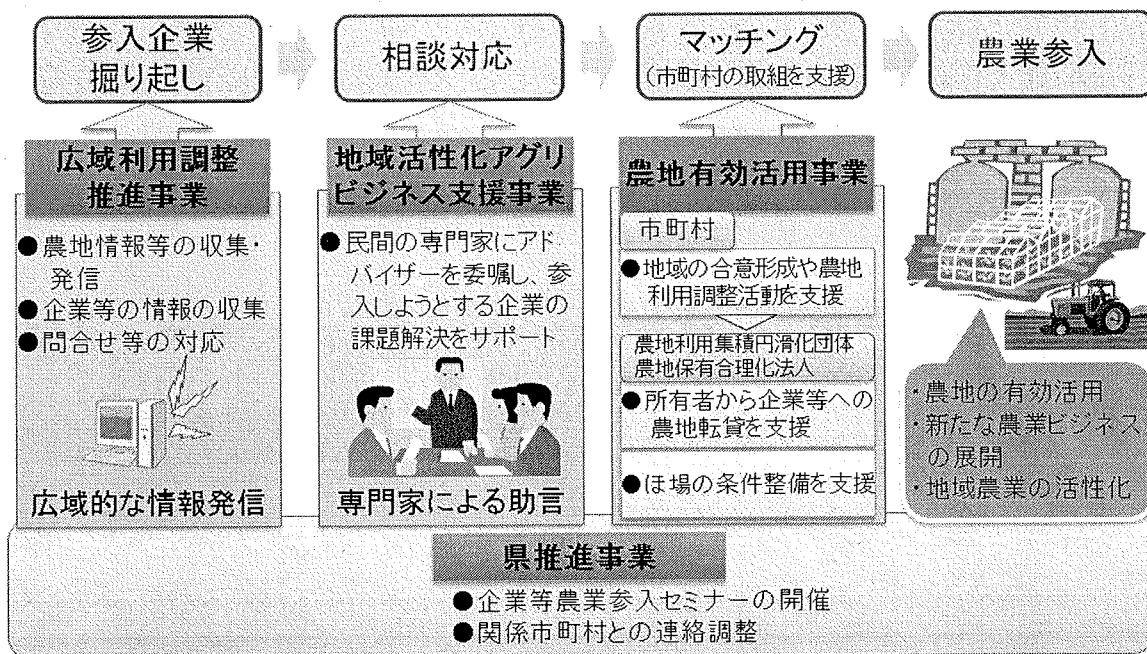 参入企業
掘り起し
相談対応
マッチング
(市町村の取組を支援)
農業参入
広域利用調整
推進事業
●農地情報等の収集・
発信
●企業等の情報の収集
●問合せ等の対応
広域的な情報発信
地域活性化アグリ
ビジネス支援事業
●民間の専門家にアド
バイザーを委嘱し、参
入しようとする企業の
課題解決をサポート
専門家による助言
農地有効活用事業
市町村
●地域の合意形成や農地
利用調整活動を支援
農地利用集積円滑化団体
農地保有合理化法人
●所有者から企業等への
農地転貸を支援
●ほ場の条件整備を支援
・農地の有効活用
・新たな農業ビジネス
の展開
・地域農業の活性化
県推進事業
●企業等農業参入セミナーの開催
●関係市町村との連絡調整